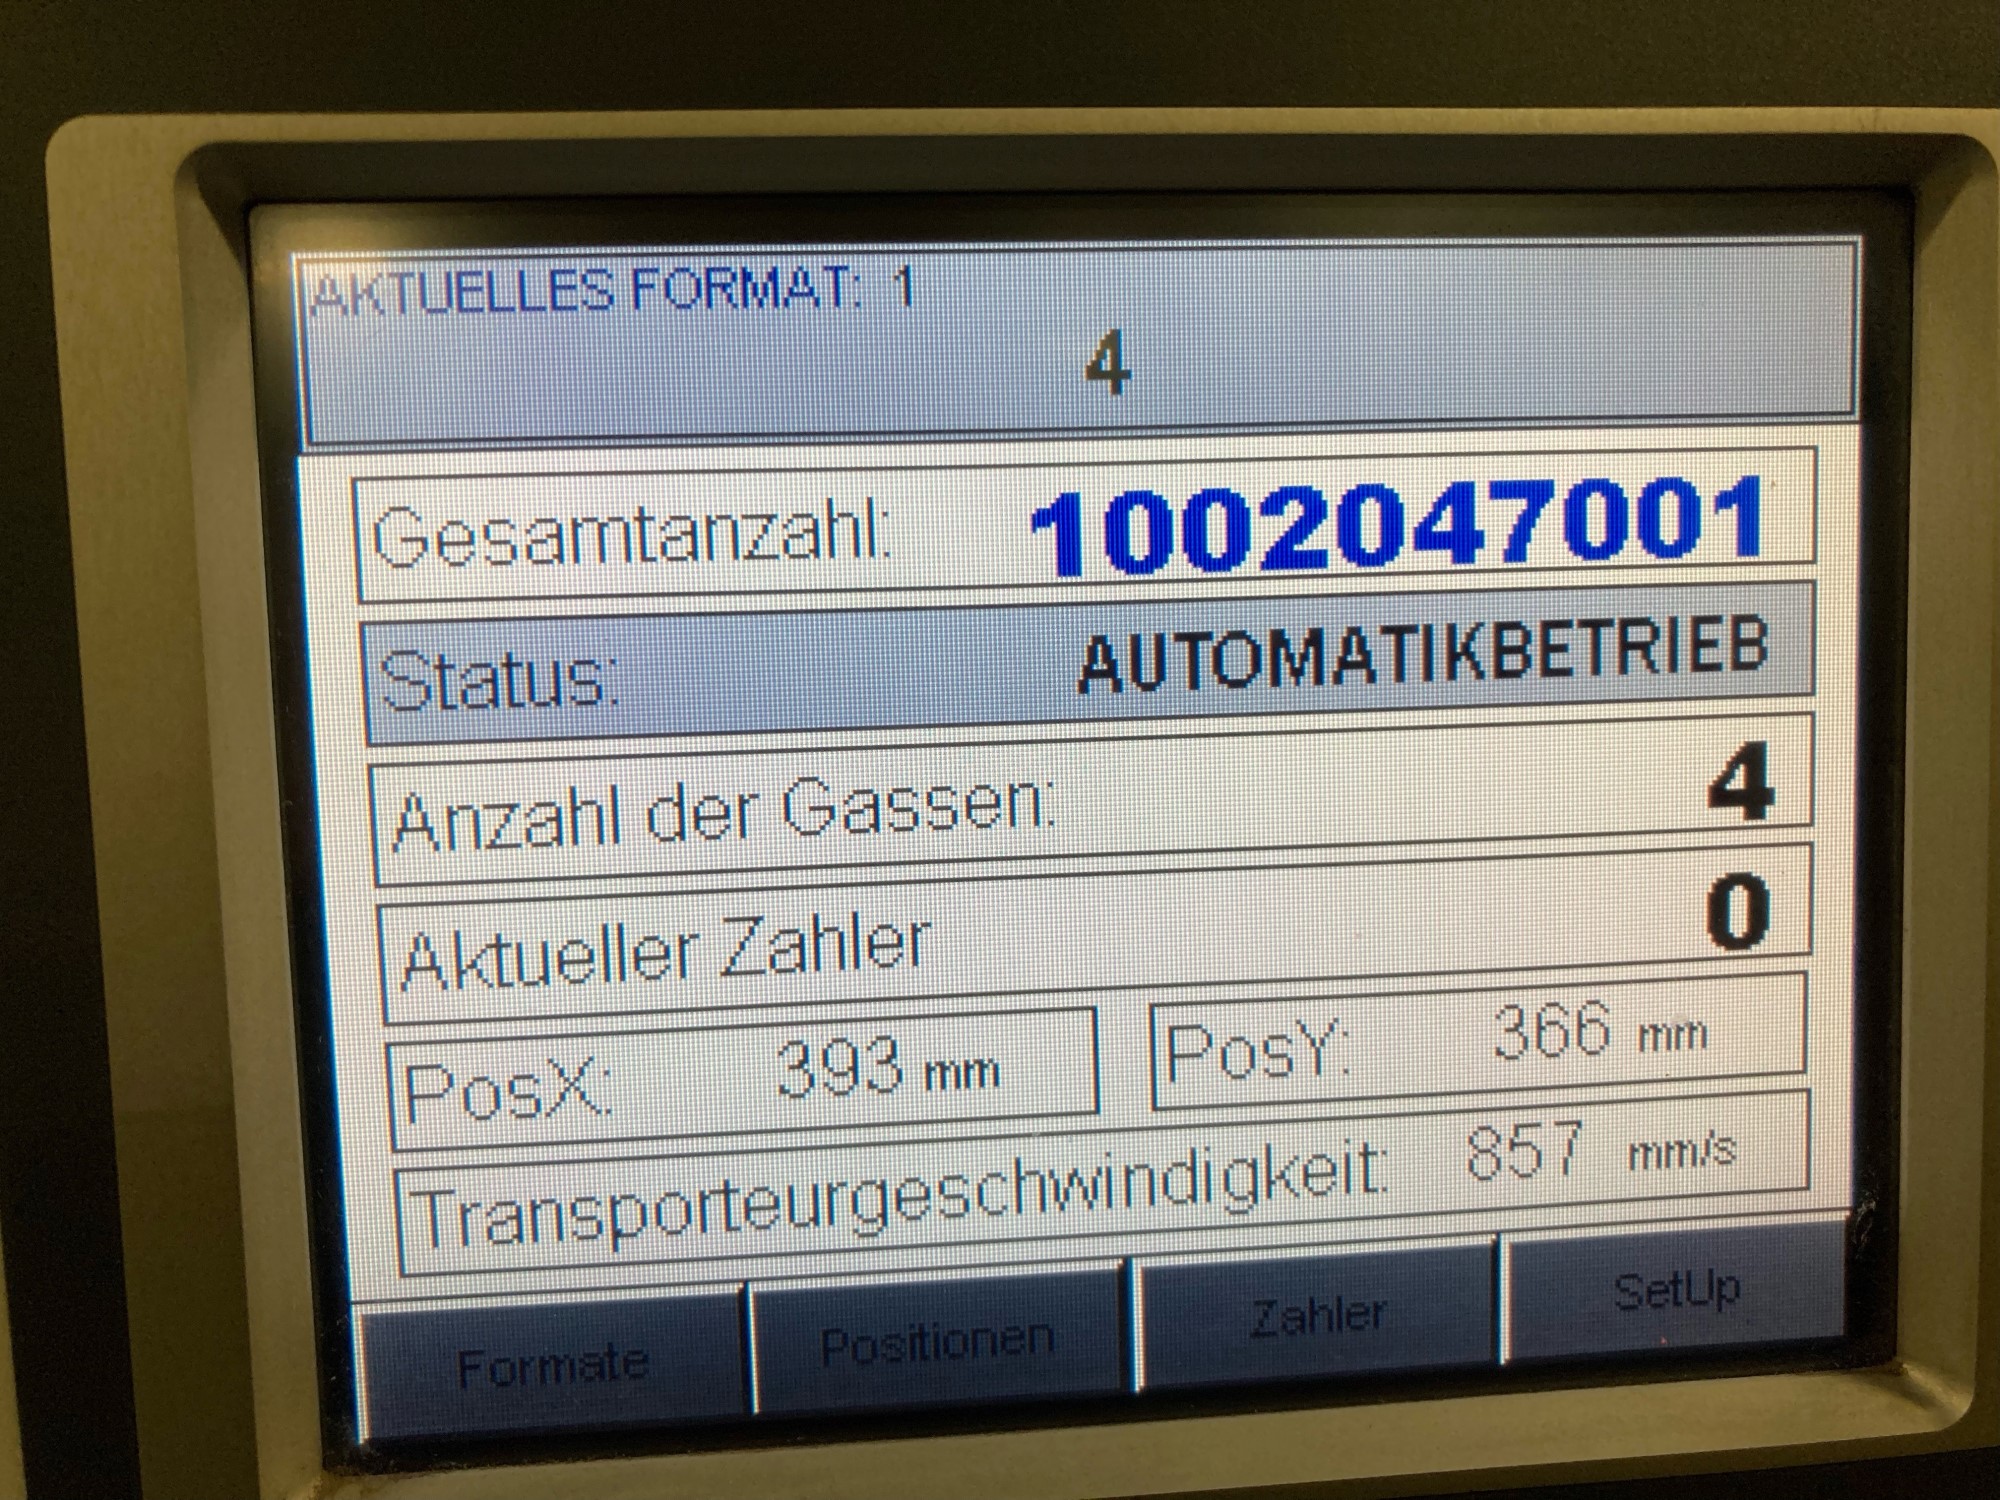 AKTUELLES FORMAT: 1
4
Gesamtanzahl: 1002047001
Status: AUTOMATIKBETRIEB
Anzahl der Gassen: 4
Aktueller Zahler 0
PosX: 393 mm PosY: 366 mm
Transporteurgeschwindigkeit: 857 mm/s
Formate Positionen Zahler SetUp